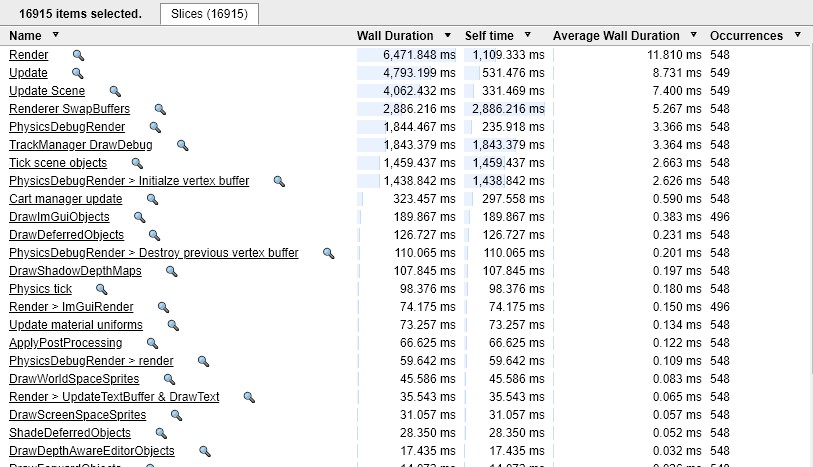 16915 items selected. Slices (16915)
Name ▼ Wall Duration ▼ Self time ▼ Average Wall Duration ▼ Occurrences ▼
Render 6,471.848 ms 1,109.333 ms 11.810 ms 548
Update 4,793.199 ms 531.476 ms 8.731 ms 549
Update Scene 4,062.432 ms 331.469 ms 7.400 ms 549
Renderer SwapBuffers 2,886.216 ms 2,886.216 ms 5.267 ms 548
PhysicsDebugRender 1,844.467 ms 235.918 ms 3.366 ms 548
TrackManager DrawDebug 1,843.379 ms 1,843.379 ms 3.364 ms 548
Tick scene objects 1,459.437 ms 1,459.437 ms 2.663 ms 548
PhysicsDebugRender > Initialze vertex buffer 1,438.842 ms 1,438.842 ms 2.626 ms 548
Cart manager update 323.457 ms 297.558 ms 0.590 ms 548
DrawImGuiObjects 189.867 ms 189.867 ms 0.383 ms 496
DrawDeferredObjects 126.727 ms 126.727 ms 0.231 ms 548
PhysicsDebugRender > Destroy previous vertex buffer 110.065 ms 110.065 ms 0.201 ms 548
DrawShadowDepthMaps 107.845 ms 107.845 ms 0.197 ms 548
Physics tick 98.376 ms 98.376 ms 0.180 ms 548
Render > ImGuiRender 74.175 ms 74.175 ms 0.150 ms 496
Update material uniforms 73.257 ms 73.257 ms 0.134 ms 548
ApplyPostProcessing 66.625 ms 66.625 ms 0.122 ms 548
PhysicsDebugRender > render 59.642 ms 59.642 ms 0.109 ms 548
DrawWorldSpaceSprites 45.586 ms 45.586 ms 0.083 ms 548
Render > UpdateTextBuffer & DrawText 35.543 ms 35.543 ms 0.065 ms 548
DrawScreenSpaceSprites 31.057 ms 31.057 ms 0.057 ms 548
ShadeDeferredObjects 28.350 ms 28.350 ms 0.052 ms 548
DrawDepthAwareEditorObjects 17.435 ms 17.435 ms 0.032 ms 548